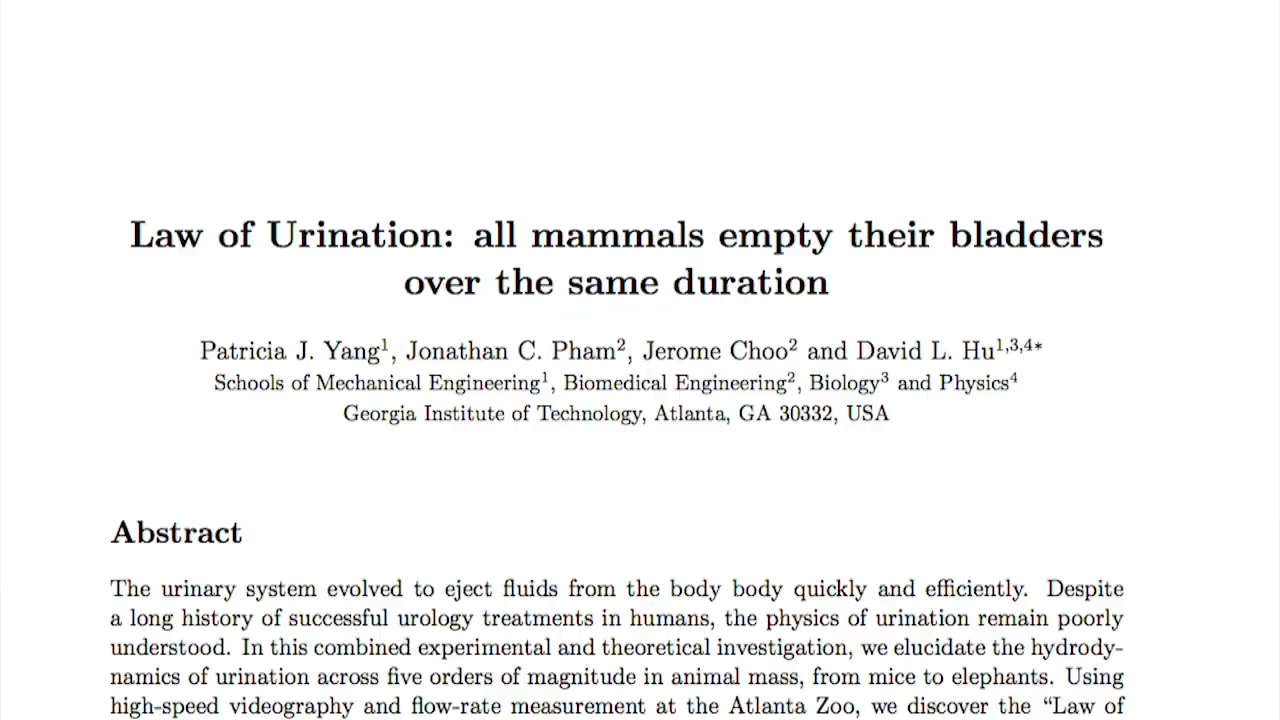 Law of Urination: all mammals empty their bladders
over the same duration
Patricia J. Yang¹, Jonathan C. Pham², Jerome Choo² and David L. Hu¹,³,⁴*
Schools of Mechanical Engineering¹, Biomedical Engineering², Biology³ and Physics⁴
Georgia Institute of Technology, Atlanta, GA 30332, USA
Abstract
The urinary system evolved to eject fluids from the body body quickly and efficiently. Despite
a long history of successful urology treatments in humans, the physics of urination remain poorly
understood. In this combined experimental and theoretical investigation, we elucidate the hydrody-
namics of urination across five orders of magnitude in animal mass, from mice to elephants. Using
high-speed videography and flow-rate measurement at the Atlanta Zoo, we discover the “Law of